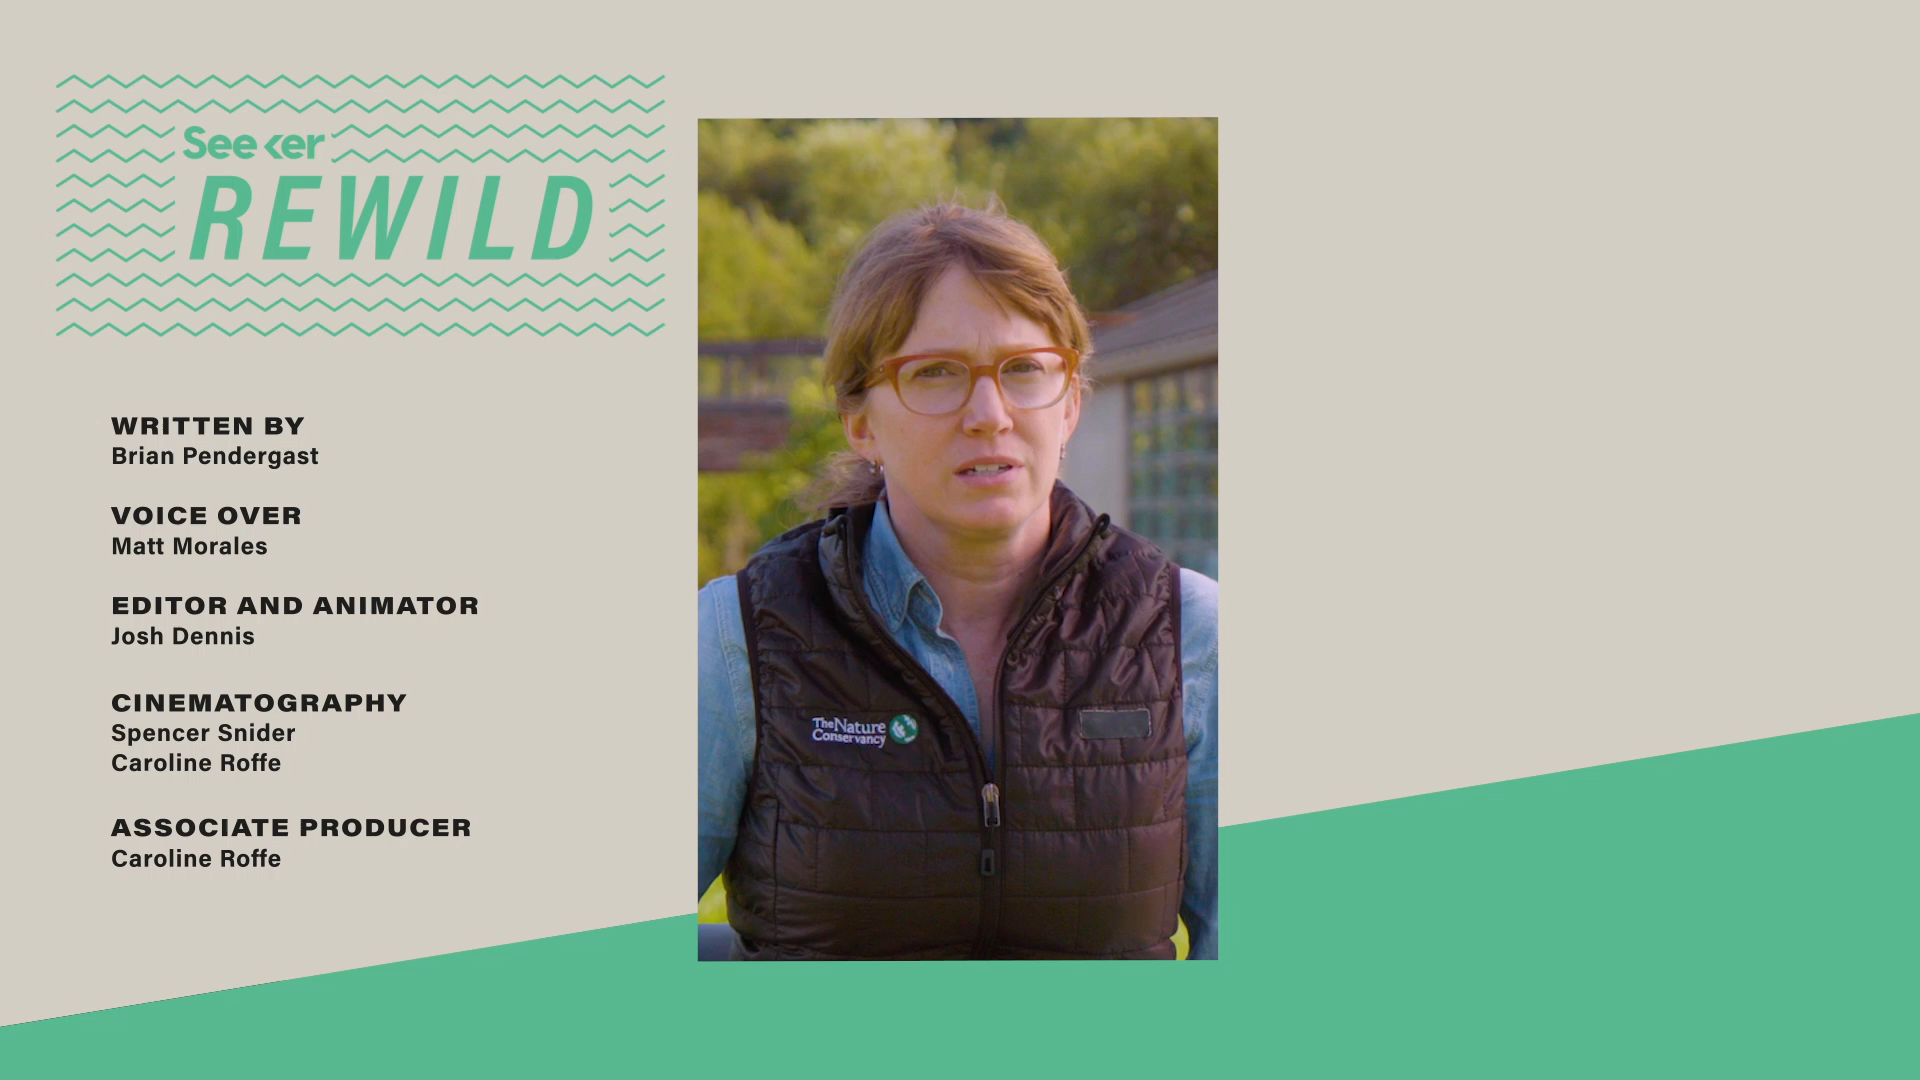 Seeker
REWILD
WRITTEN BY
Brian Pendergast
VOICE OVER
Matt Morales
EDITOR AND ANIMATOR
Josh Dennis
CINEMATOGRAPHY
Spencer Snider
Caroline Roffe
ASSOCIATE PRODUCER
Caroline Roffe
The Nature
Conservancy